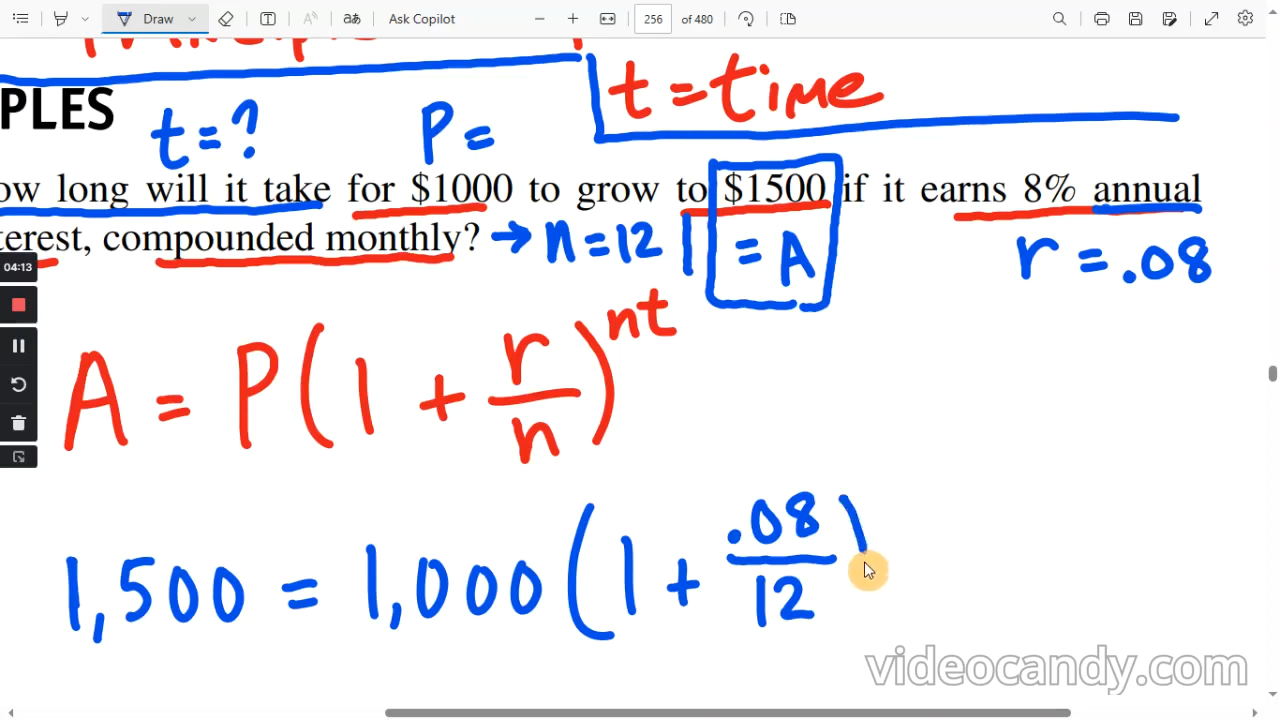 Draw
Ask Copilot
256 of 480
Principle
t = time
PLES
t = ?
P =
ow long will it take for $1000 to grow to $1500 if it earns 8% annual
terest, compounded monthly? → n = 12
= A
r = .08
04:13
A = P(1 + r/n)^nt
1,500 = 1,000(1 + .08/12)
videocandy.com